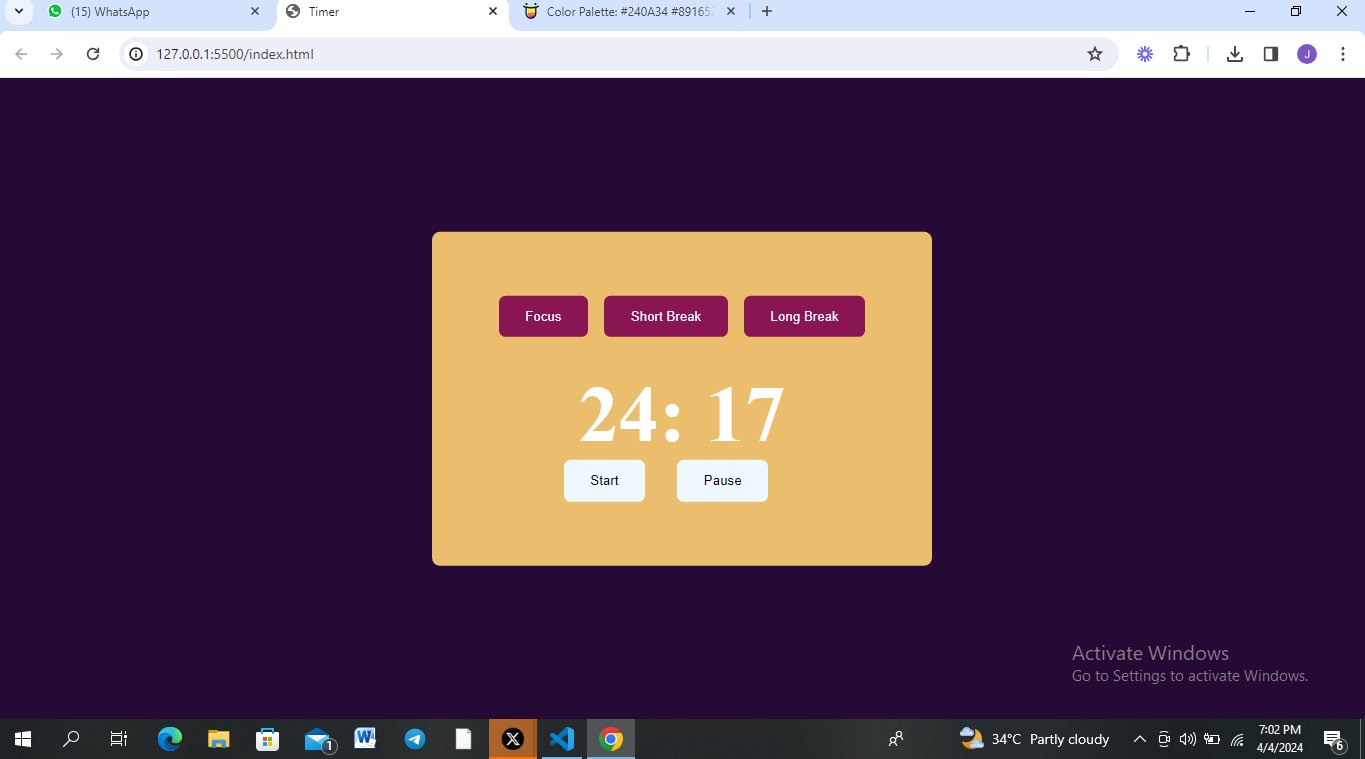 (15) WhatsApp
Timer
Color Palette: #240A34 #89165
127.0.0.1:5500/index.html
J
Focus
Short Break
Long Break
24: 17
Start
Pause
Activate Windows
Go to Settings to activate Windows.
1
W
X
34°C Partly cloudy
7:02 PM
4/4/2024
6